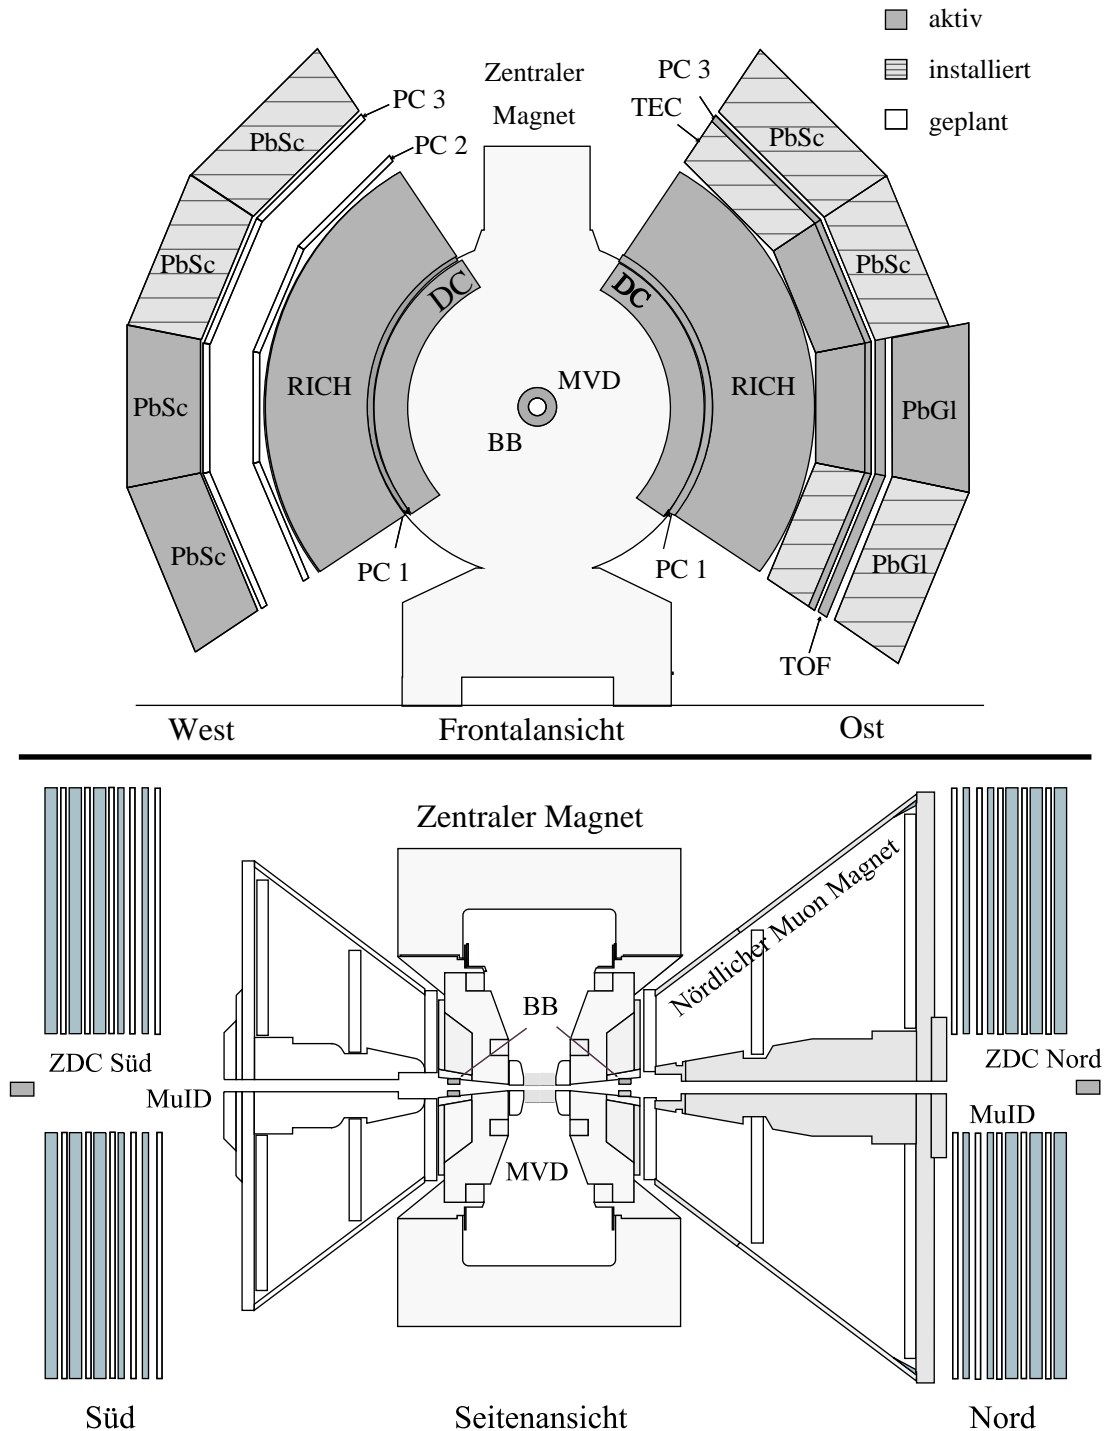 aktiv
installiert
geplant
Zentraler
Magnet
PC 3
PC 2
PC 3
TEC
PbSc
PbSc
PbSc
PbSc
PbSc
PbSc
DC
DC
RICH
RICH
MVD
BB
PbSc
PbGl
PbSc
PbGl
PC 1
PC 1
TOF
West
Frontalansicht
Ost
Zentraler Magnet
Nördlicher Muon Magnet
BB
ZDC Süd
ZDC Nord
MuID
MuID
MVD
Süd
Seitenansicht
Nord